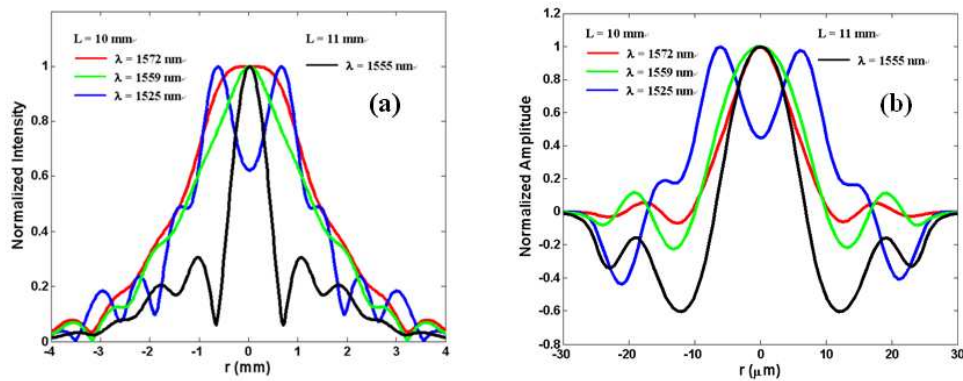 L = 10 mm
λ = 1572 nm
λ = 1559 nm
λ = 1525 nm
L = 11 mm
λ = 1555 nm
(a)
Normalized Intensity
1
0.8
0.6
0.4
0.2
0
-4 -3 -2 -1 0 1 2 3 4
r (mm)
L = 10 mm
λ = 1572 nm
λ = 1559 nm
λ = 1525 nm
L = 11 mm
λ = 1555 nm
(b)
Normalized Amplitude
1.2
1
0.8
0.6
0.4
0.2
0
-0.2
-0.4
-0.6
-0.8
-30 -20 -10 0 10 20 30
r (μm)